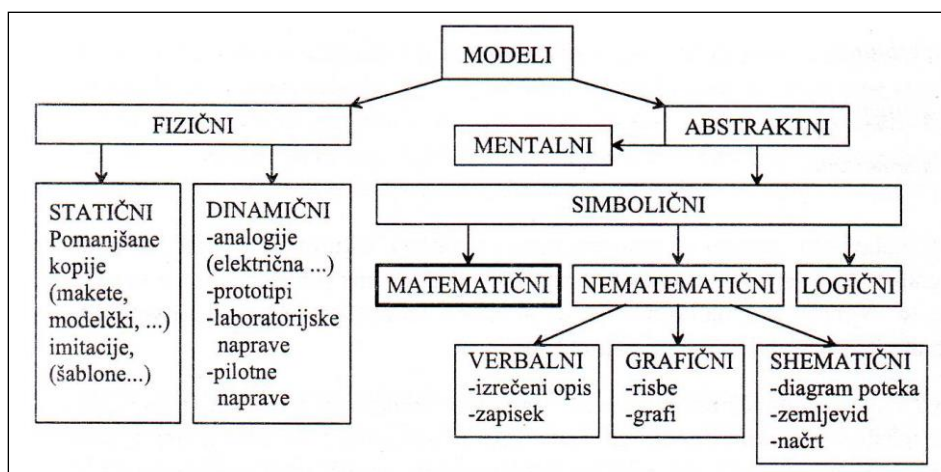 MODELI
FIZIČNI
ABSTRAKTNI
MENTALNI
STATIČNI
Pomanjšane
kopije
(makete,
modelčki, ...)
imitacije,
(šablone...)
DINAMIČNI
-analogije
(električna ...)
-prototipi
-laboratorijske
naprave
-pilotne
naprave
SIMBOLIČNI
MATEMATIČNI
NEMATEMATIČNI
LOGIČNI
VERBALNI
-izrečeni opis
-zapisek
GRAFIČNI
-risbe
-grafi
SHEMATIČNI
-diagram poteka
-zemljevid
-načrt